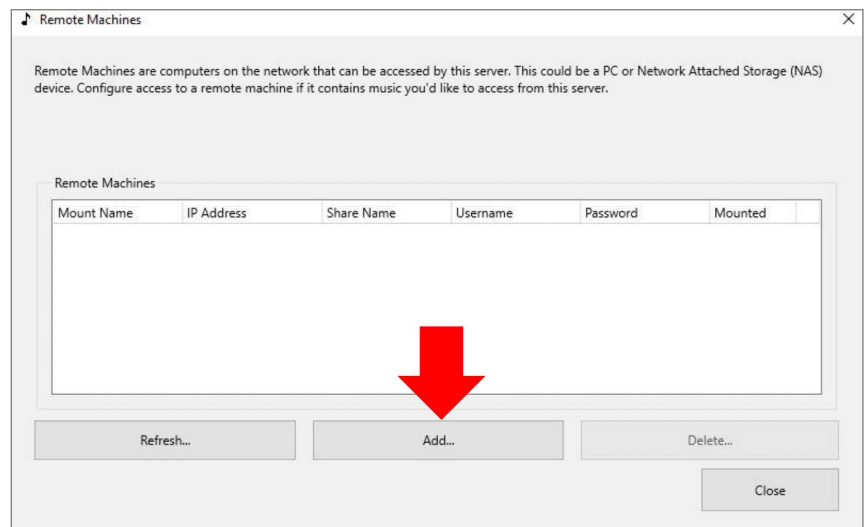 Remote Machines
Remote Machines are computers on the network that can be accessed by this server. This could be a PC or Network Attached Storage (NAS)
device. Configure access to a remote machine if it contains music you'd like to access from this server.
Remote Machines
Mount Name IP Address Share Name Username Password Mounted
Refresh... Add... Delete...
Close